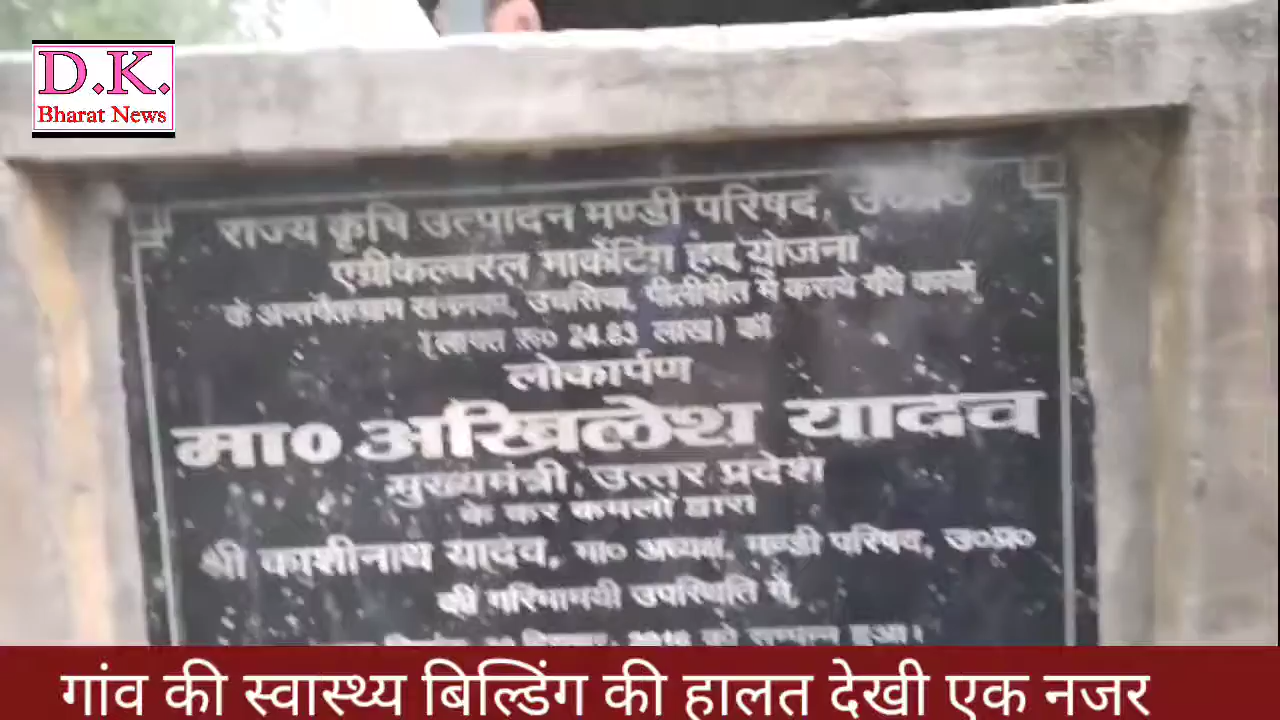 D.K.
Bharat News
राज्य कृषि उत्पादन मण्डी परिषद, उ०प्र०
एग्रीकल्चरल मार्केटिंग हब योजना
के अन्तर्गत ग्राम पीलीभीत में कराये गये कार्यो
(लागत रू० 24.83 लाख) का
लोकार्पण
मा० अखिलेश यादव
मुख्यमंत्री, उत्तर प्रदेश
के कर कमलों द्वारा
श्री काशीनाथ यादव, मा० अध्यक्ष, मण्डी परिषद, उ०प्र०
की गरिमामयी उपस्थिति में,
को सम्पन्न हुआ।
गांव की स्वास्थ्य बिल्डिंग की हालत देखी एक नजर